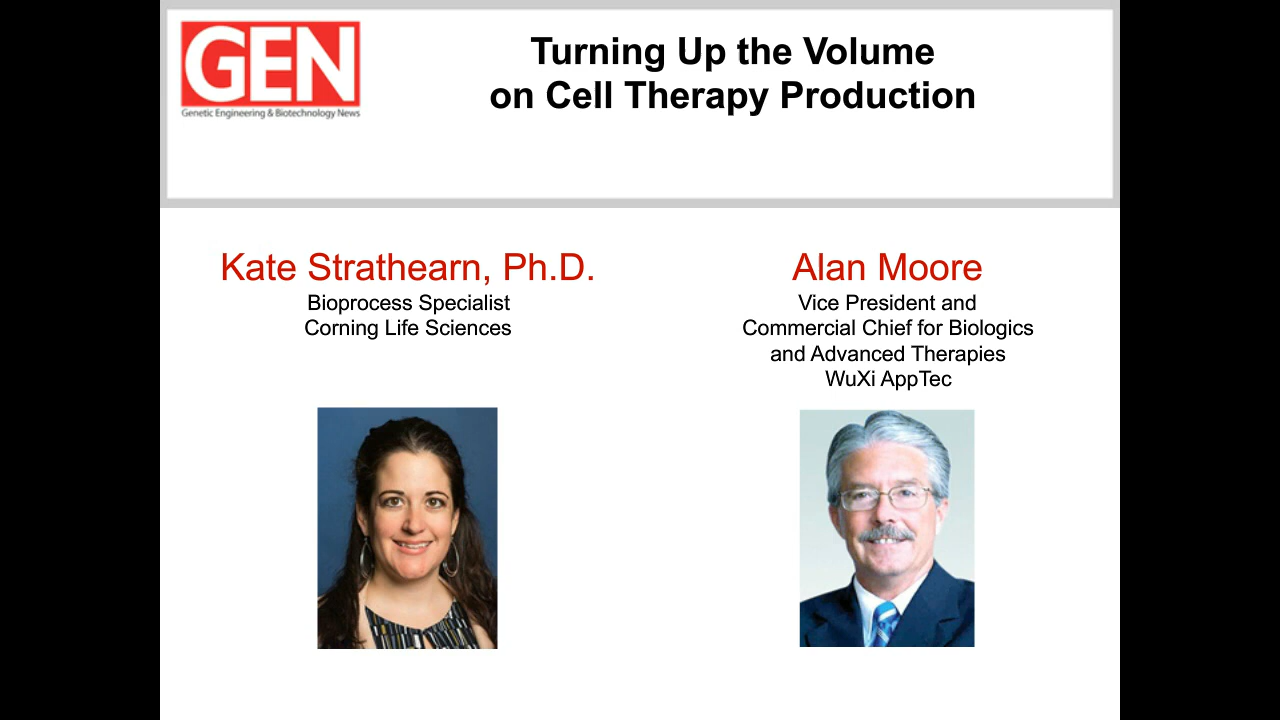 GEN
Genetic Engineering & Biotechnology News
Turning Up the Volume
on Cell Therapy Production
Kate Strathearn, Ph.D.
Bioprocess Specialist
Corning Life Sciences
Alan Moore
Vice President and
Commercial Chief for Biologics
and Advanced Therapies
WuXi AppTec